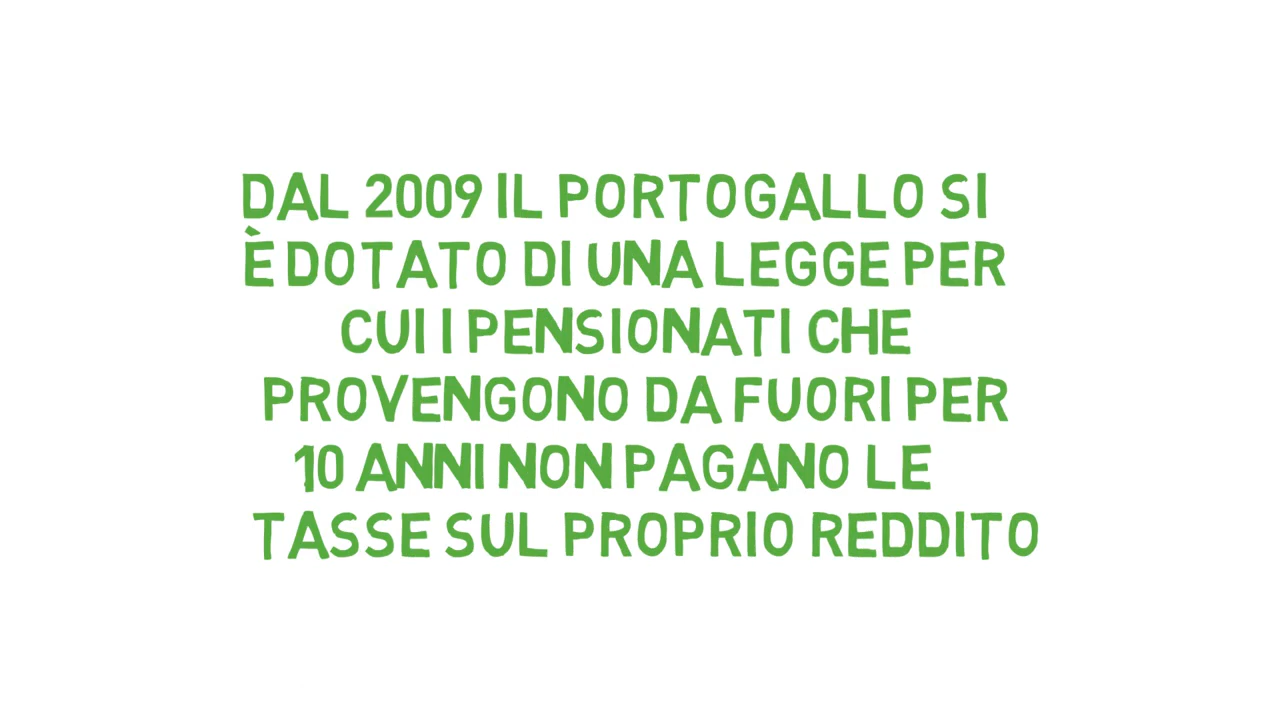 DAL 2009 IL PORTOGALLO SI
È DOTATO DI UNA LEGGE PER
CUI I PENSIONATI CHE
PROVENGONO DA FUORI PER
10 ANNI NON PAGANO LE
TASSE SUL PROPRIO REDDITO